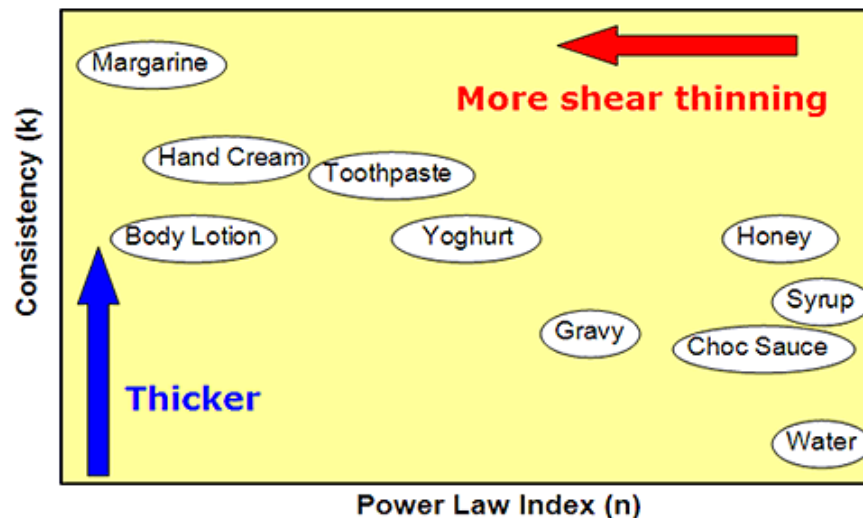 Margarine
More shear thinning
Hand Cream
Toothpaste
Body Lotion
Yoghurt
Honey
Syrup
Gravy
Choc Sauce
Thicker
Water
Consistency (k)
Power Law Index (n)